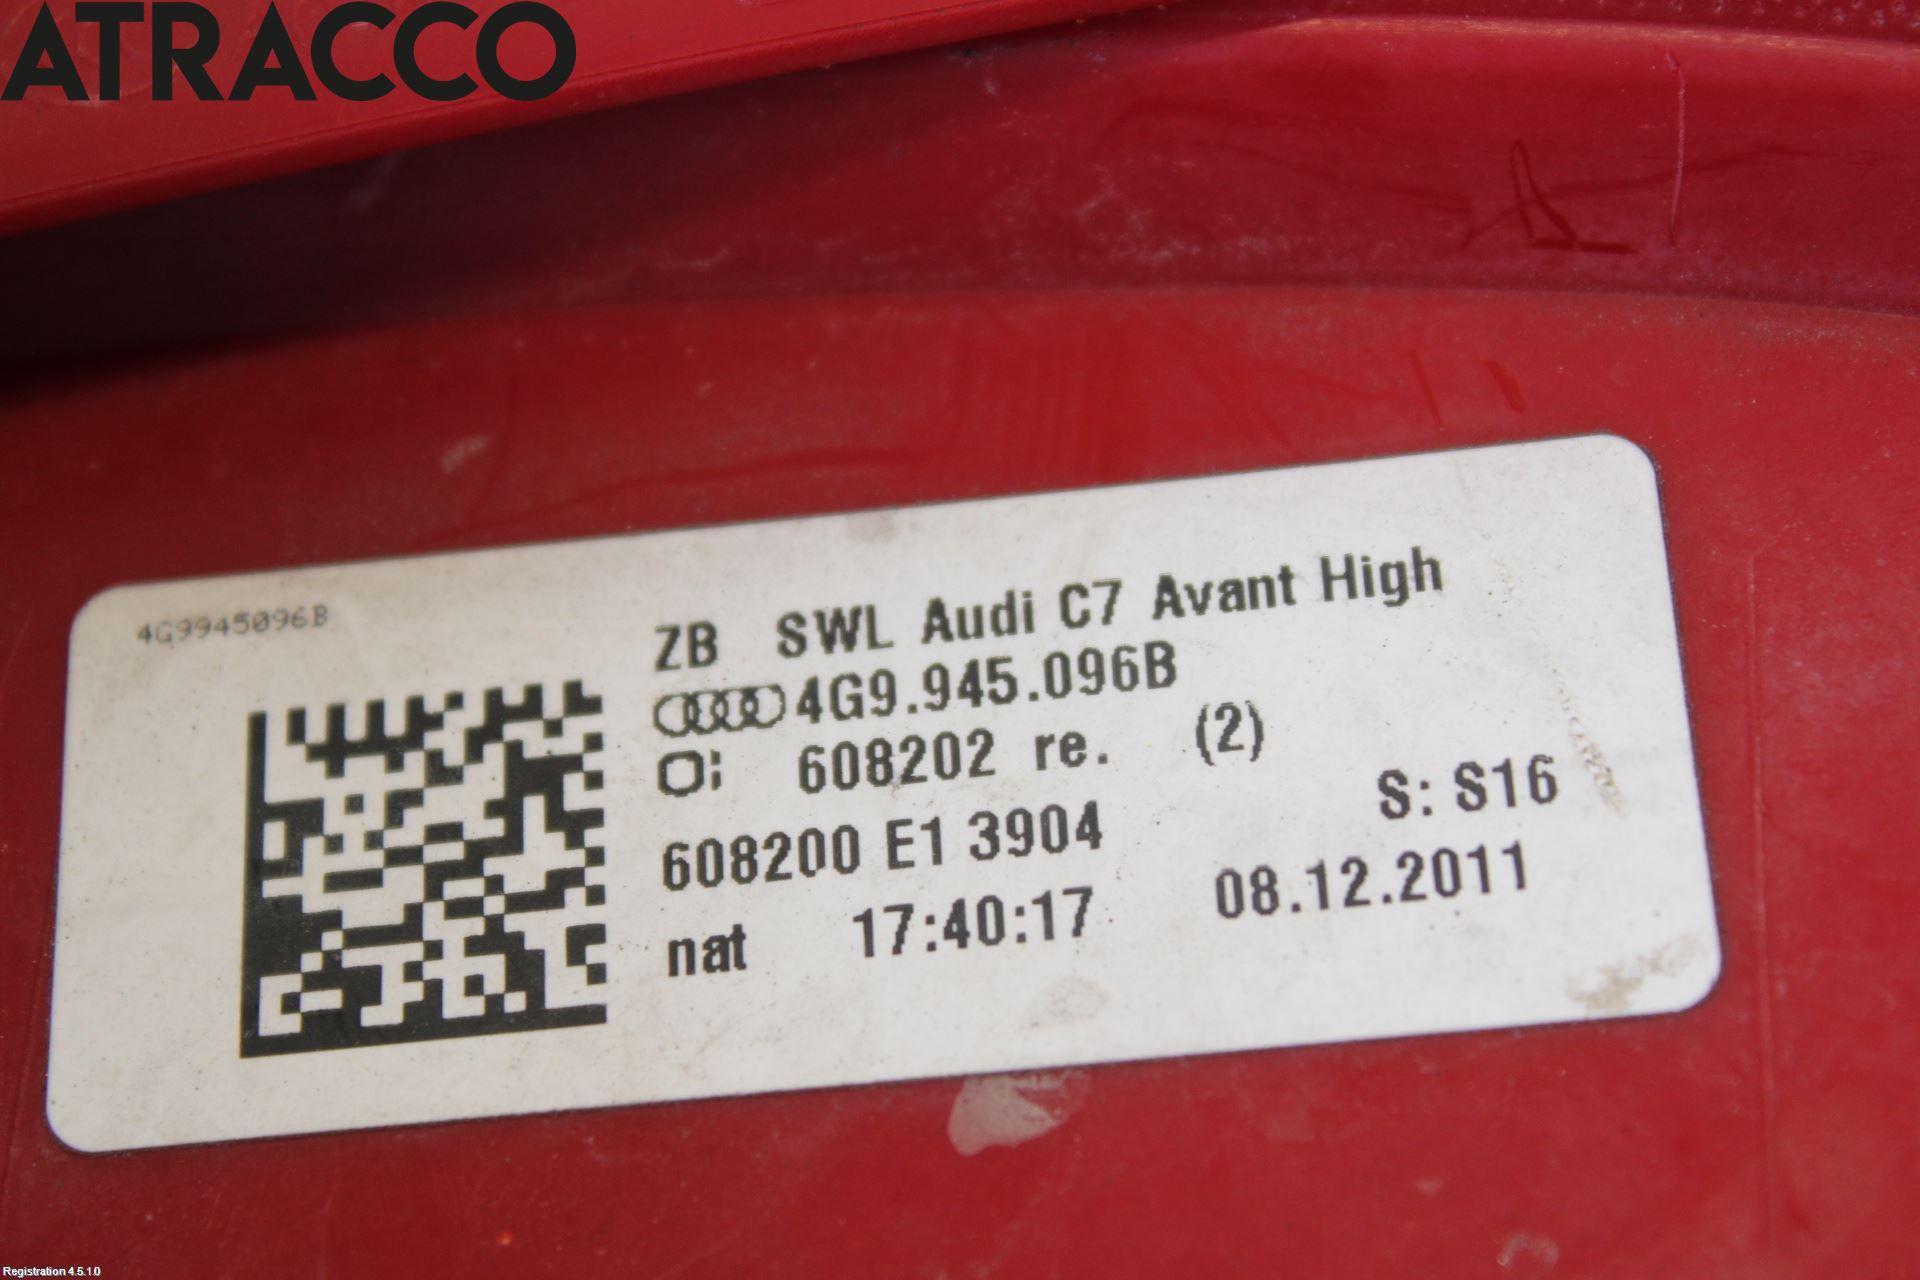 ATRACCO
4G9945096B
ZB SWL Audi C7 Avant High
4G9.945.096B
608202 re. (2)
608200 E1 3904 S: S16
nat 17:40:17 08.12.2011
Registration 4.5.1.0